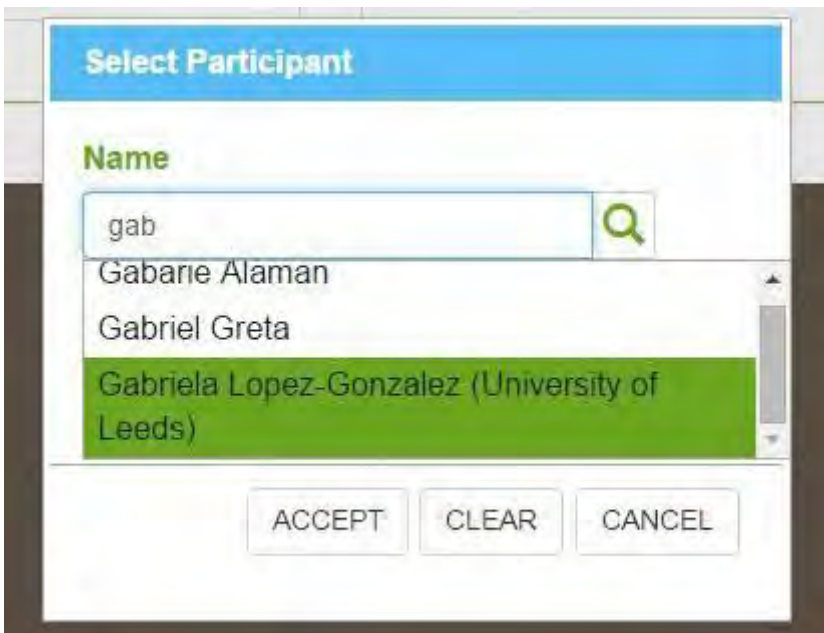 Select Participant
Name
gab
Gabarie Alaman
Gabriel Greta
Gabriela Lopez-Gonzalez (University of
Leeds)
ACCEPT CLEAR CANCEL